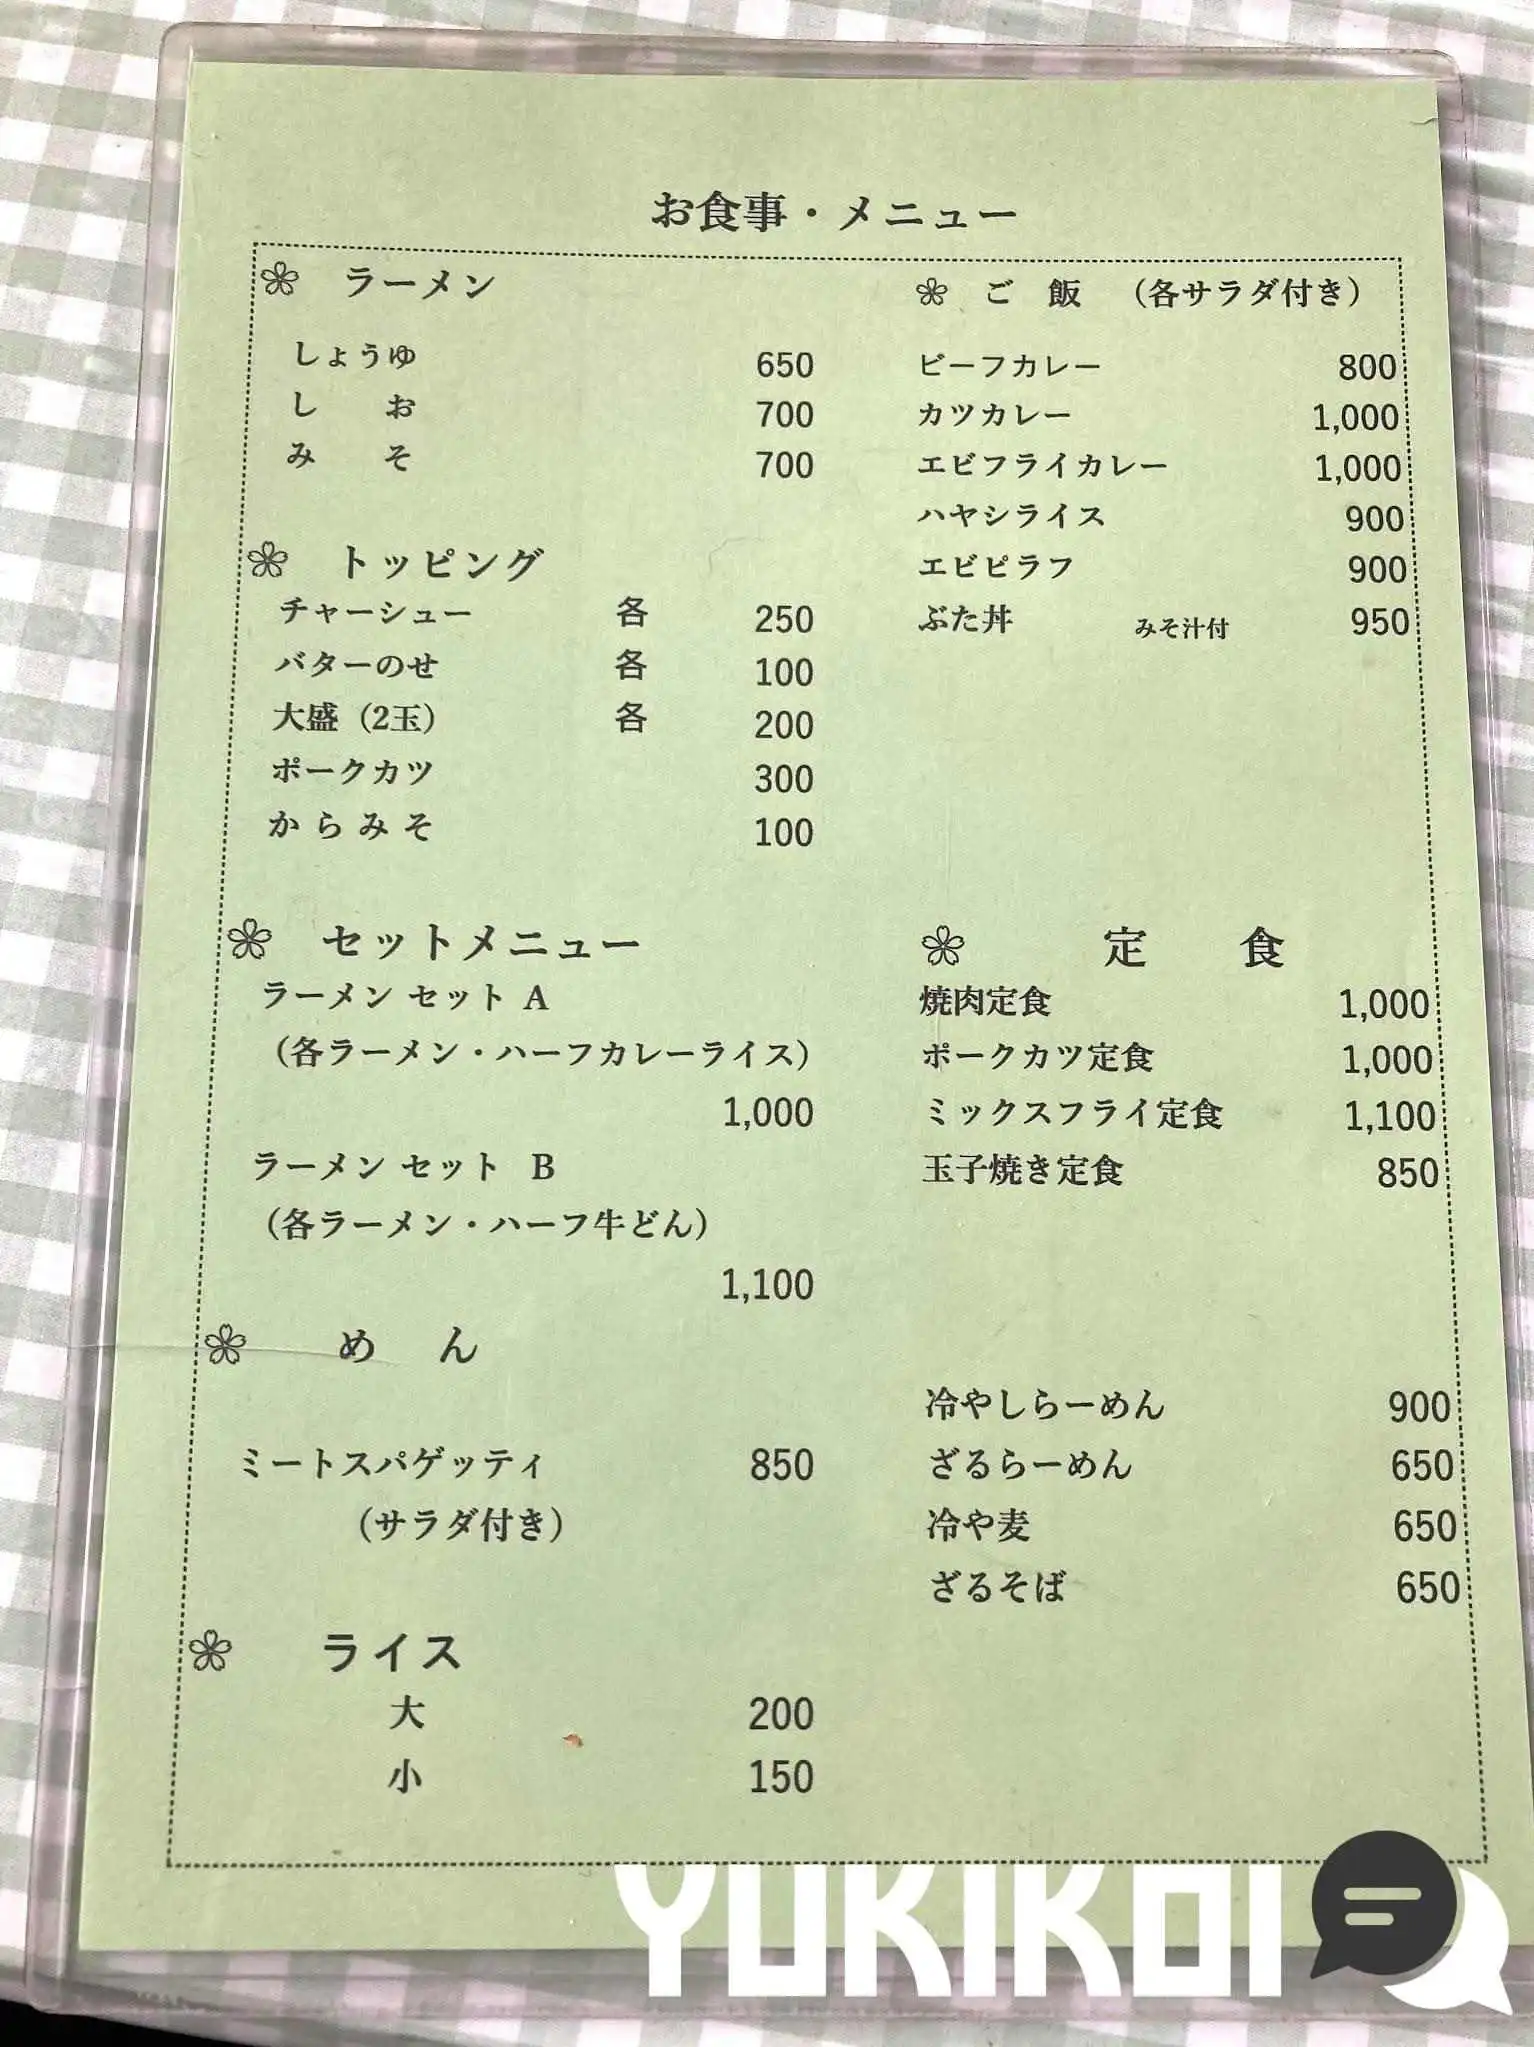 お食事・メニュー
ラーメン
しょうゆ 650
しお 700
みそ 700
トッピング
チャーシュー 各 250
バターのせ 各 100
大盛（2玉） 各 200
ポークカツ 300
からみそ 100
セットメニュー
ラーメン セット A
（各ラーメン・ハーフカレーライス）
1,000
ラーメン セット B
（各ラーメン・ハーフ牛どん）
1,100
めん
ミートスパゲッティ 850
（サラダ付き）
ライス
大 200
小 150
ご飯 （各サラダ付き）
ビーフカレー 800
カツカレー 1,000
エビフライカレー 1,000
ハヤシライス 900
エビピラフ 900
ぶた丼 みそ汁付 950
定食
焼肉定食 1,000
ポークカツ定食 1,000
ミックスフライ定食 1,100
玉子焼き定食 850
冷やしらーめん 900
ざるらーめん 650
冷や麦 650
ざるそば 650
YUKIKOI